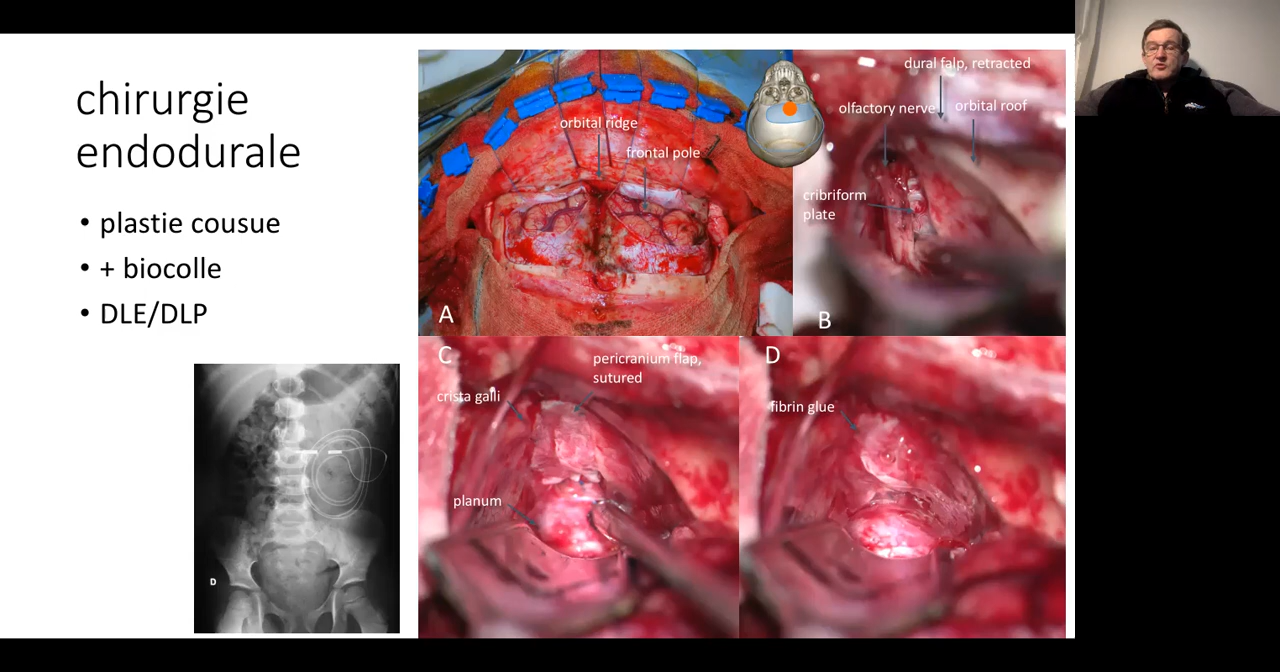 chirurgie
endodurale
• plastie cousue
• + biocolle
• DLE/DLP
D
orbital ridge
frontal pole
A
dural falp, retracted
olfactory nerve
orbital roof
cribriform
plate
B
C
pericranium flap,
sutured
crista galli
planum
D
fibrin glue